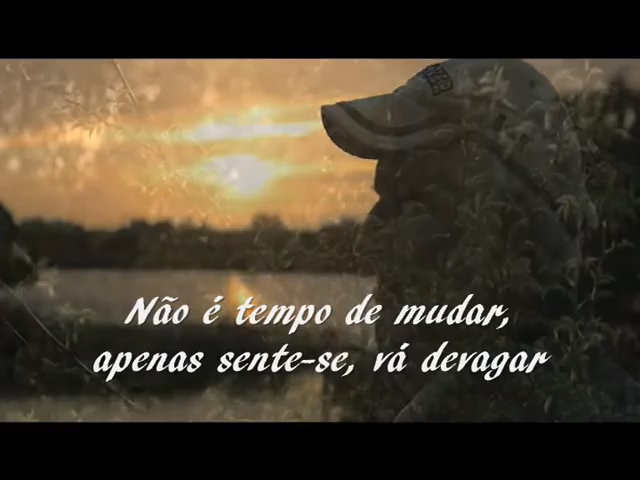 Não é tempo de mudar,
apenas sente-se, vá devagar